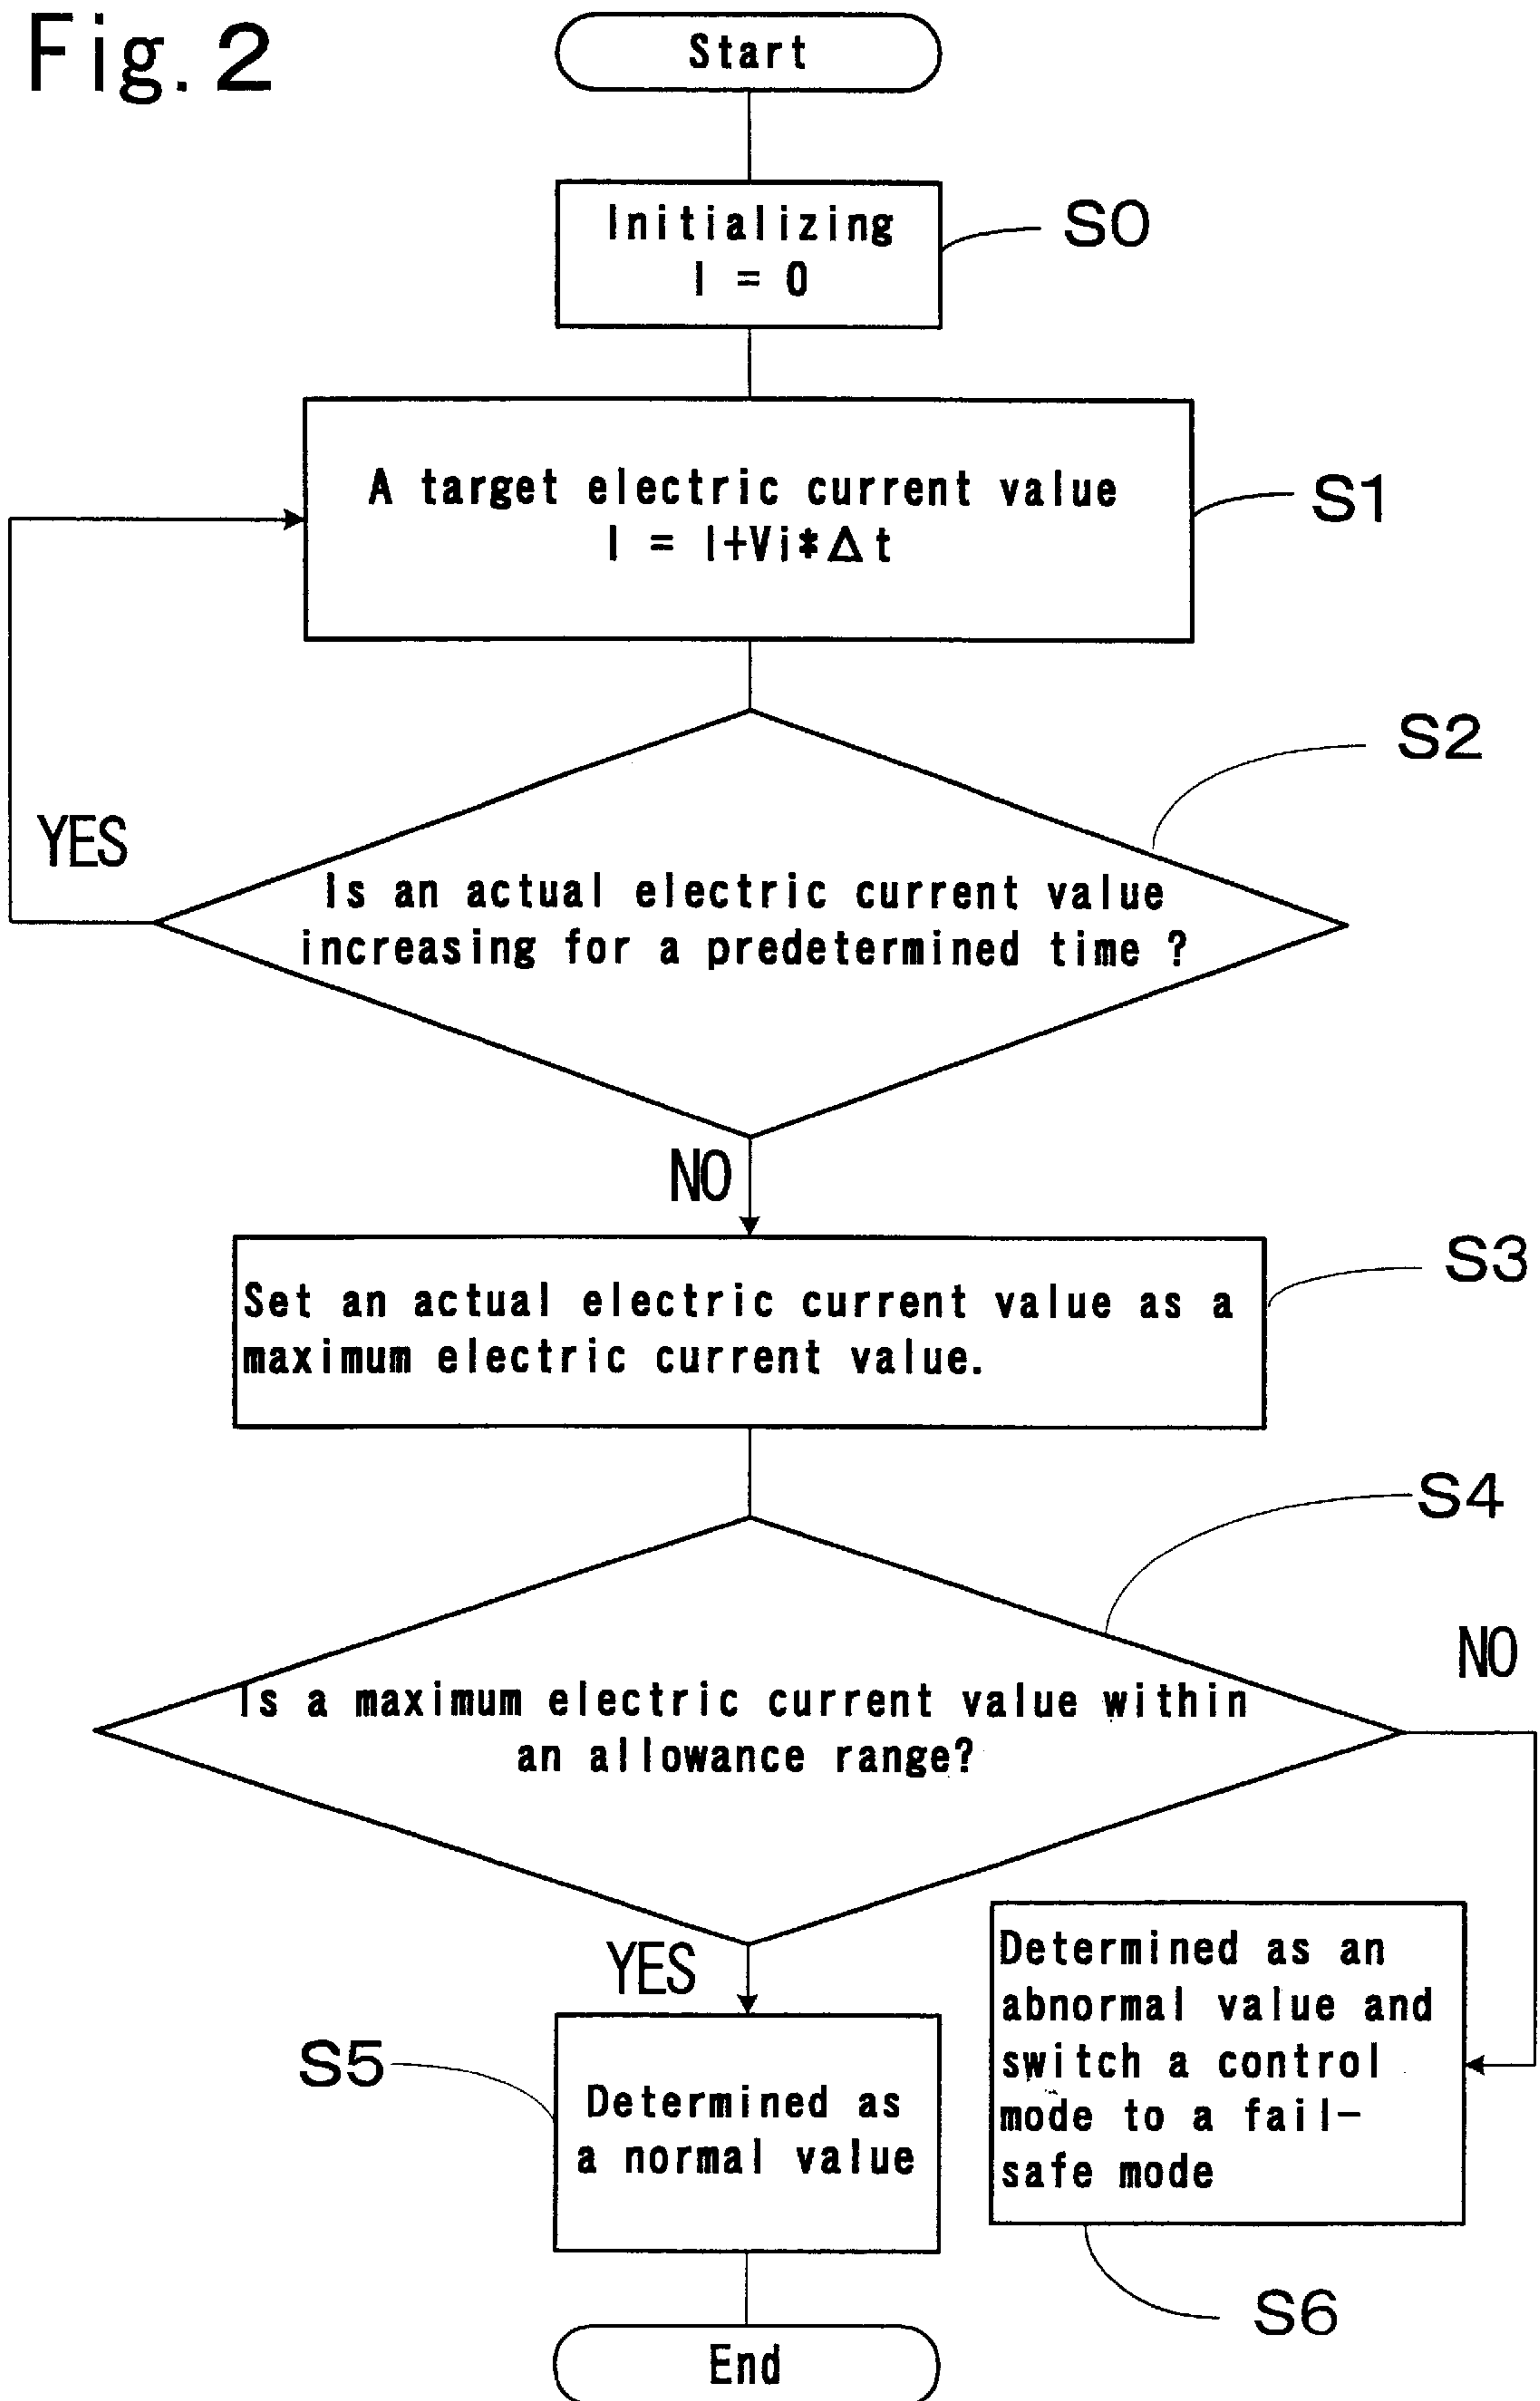 Fig. 2
Start
Initializing
I = 0
S0
A target electric current value
I = I+Vi*Δt
S1
S2
YES
Is an actual electric current value
increasing for a predetermined time ?
NO
S3
Set an actual electric current value as a
maximum electric current value.
S4
NO
Is a maximum electric current value within
an allowance range?
YES
S5
Determined as
a normal value
Determined as an
abnormal value and
switch a control
mode to a fail-
safe mode
S6
End